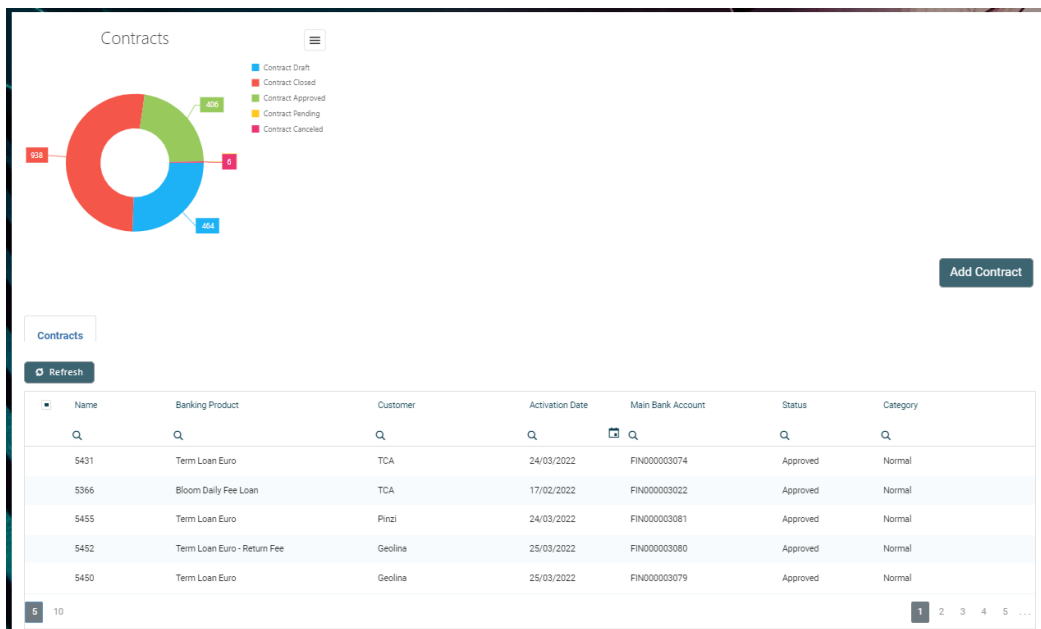 Contracts
Contract Draft
Contract Closed
Contract Approved
Contract Pending
Contract Canceled
406
938
6
464
Add Contract
Contracts
Refresh
Name Banking Product Customer Activation Date Main Bank Account Status Category
5431 Term Loan Euro TCA 24/03/2022 FIN000003074 Approved Normal
5366 Bloom Daily Fee Loan TCA 17/02/2022 FIN000003022 Approved Normal
5455 Term Loan Euro Pinzi 24/03/2022 FIN000003081 Approved Normal
5452 Term Loan Euro - Return Fee Geolina 25/03/2022 FIN000003080 Approved Normal
5450 Term Loan Euro Geolina 25/03/2022 FIN000003079 Approved Normal
5 10 1 2 3 4 5 ...